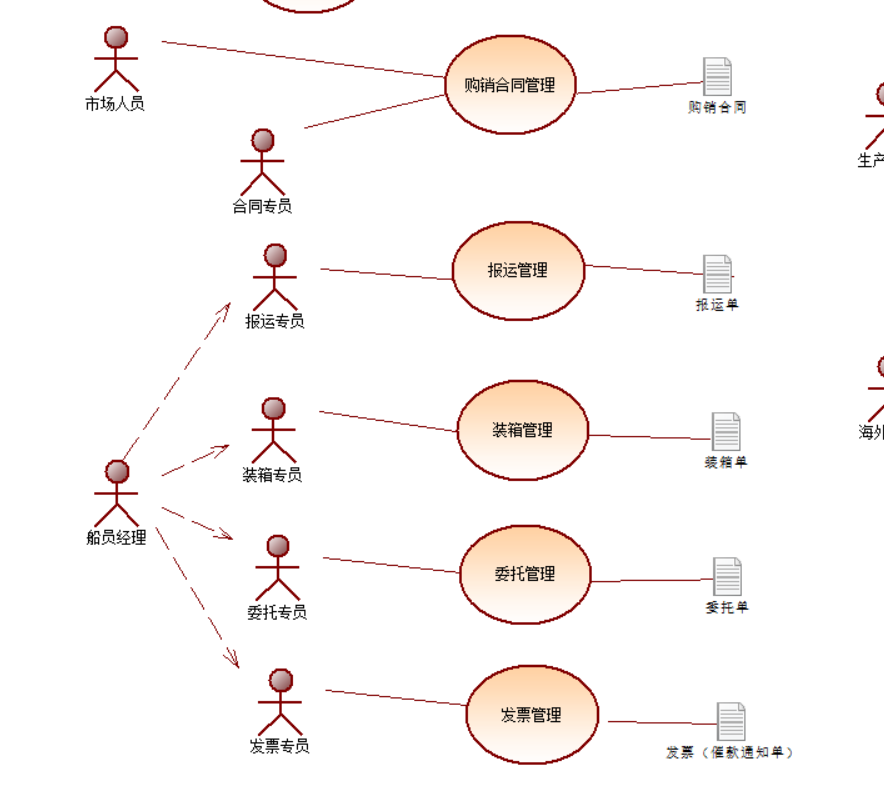 市场人员
购销合同管理
购销合同
合同专员
生产
报运专员
报运管理
报运单
装箱专员
装箱管理
装箱单
海外
船员经理
委托专员
委托管理
委托单
发票专员
发票管理
发票（催款通知单）